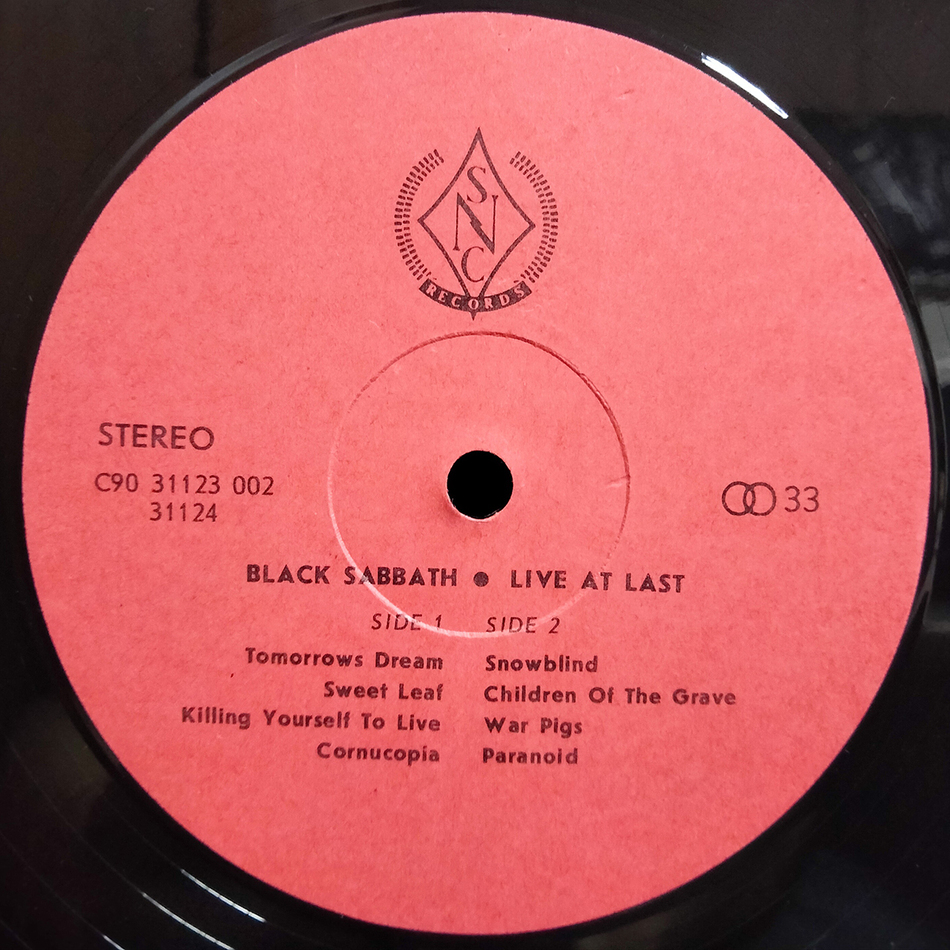 SNC
RECORDS
STEREO
C90 31123 002
31124
33
BLACK SABBATH ● LIVE AT LAST
SIDE 1 SIDE 2
Tomorrows Dream Snowblind
Sweet Leaf Children Of The Grave
Killing Yourself To Live War Pigs
Cornucopia Paranoid